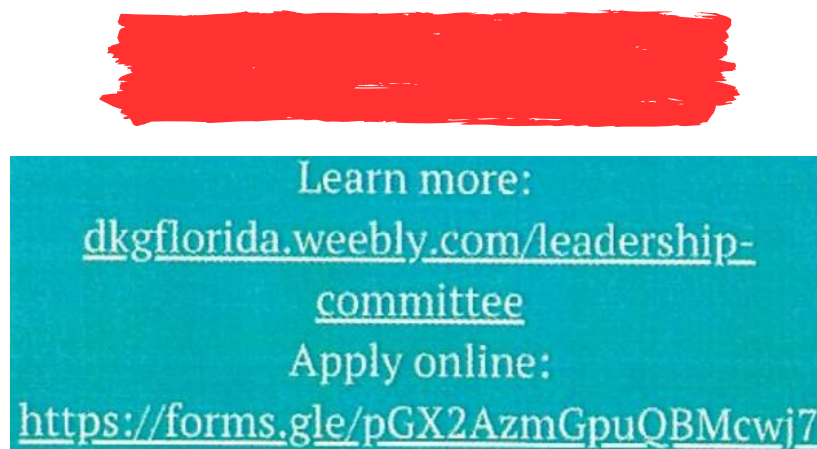 Learn more:
dkgflorida.weebly.com/leadership-
committee
Apply online:
https://forms.gle/pGX2AzmGpuQBMcwj7